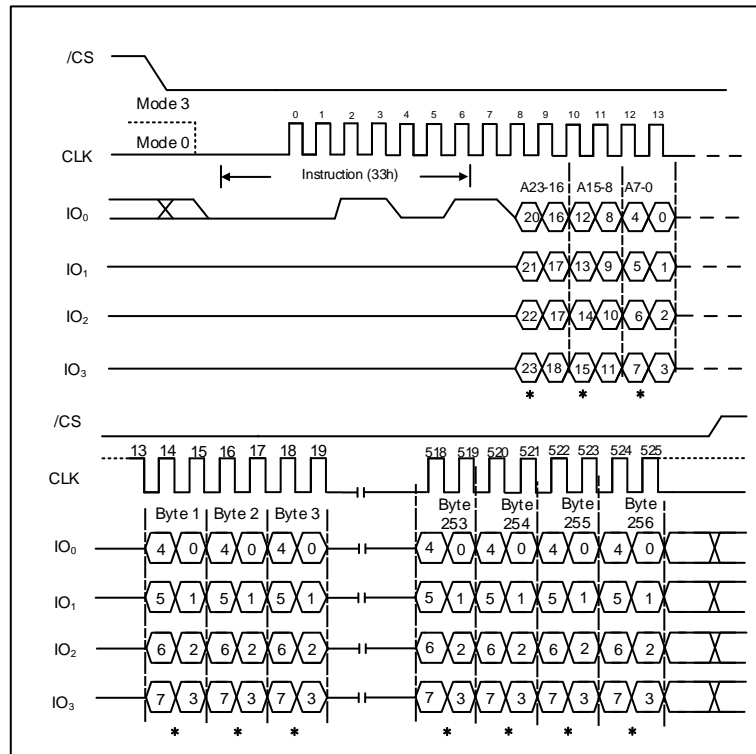 /CS
Mode 3
Mode 0
CLK
0 1 2 3 4 5 6 7 8 9 10 11 12 13
Instruction (33h)
A23-16 A15-8 A7-0
IO0 20 16 12 8 4 0
IO1 21 17 13 9 5 1
IO2 22 17 14 10 6 2
IO3 23 18 15 11 7 3
* * *
/CS
13 14 15 16 17 18 19 518 519 520 521 522 523 524 525
CLK
Byte 1 Byte 2 Byte 3 Byte 253 Byte 254 Byte 255 Byte 256
IO0 4 0 4 0 4 0 4 0 4 0 4 0 4 0
IO1 5 1 5 1 5 1 5 1 5 1 5 1 5 1
IO2 6 2 6 2 6 2 6 2 6 2 6 2 6 2
IO3 7 3 7 3 7 3 7 3 7 3 7 3 7 3
* * * * * * *